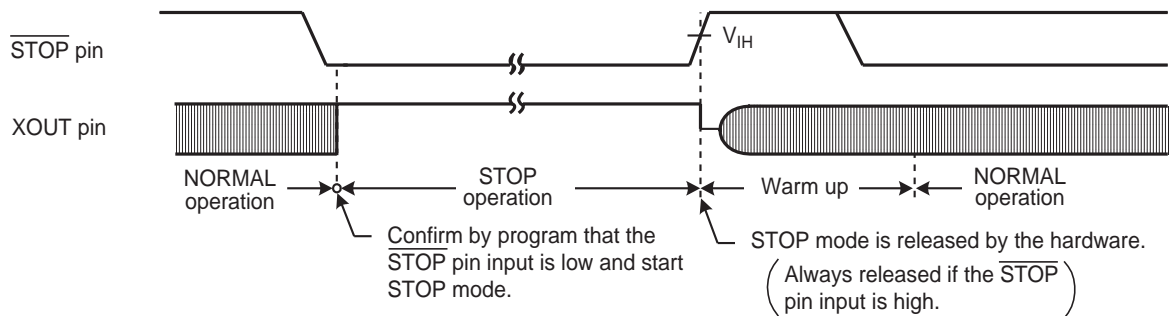 STOP pin
V_IH
XOUT pin
NORMAL
operation
STOP
operation
Warm up
NORMAL
operation
Confirm by program that the
STOP pin input is low and start
STOP mode.
STOP mode is released by the hardware.
(Always released if the STOP
pin input is high.)